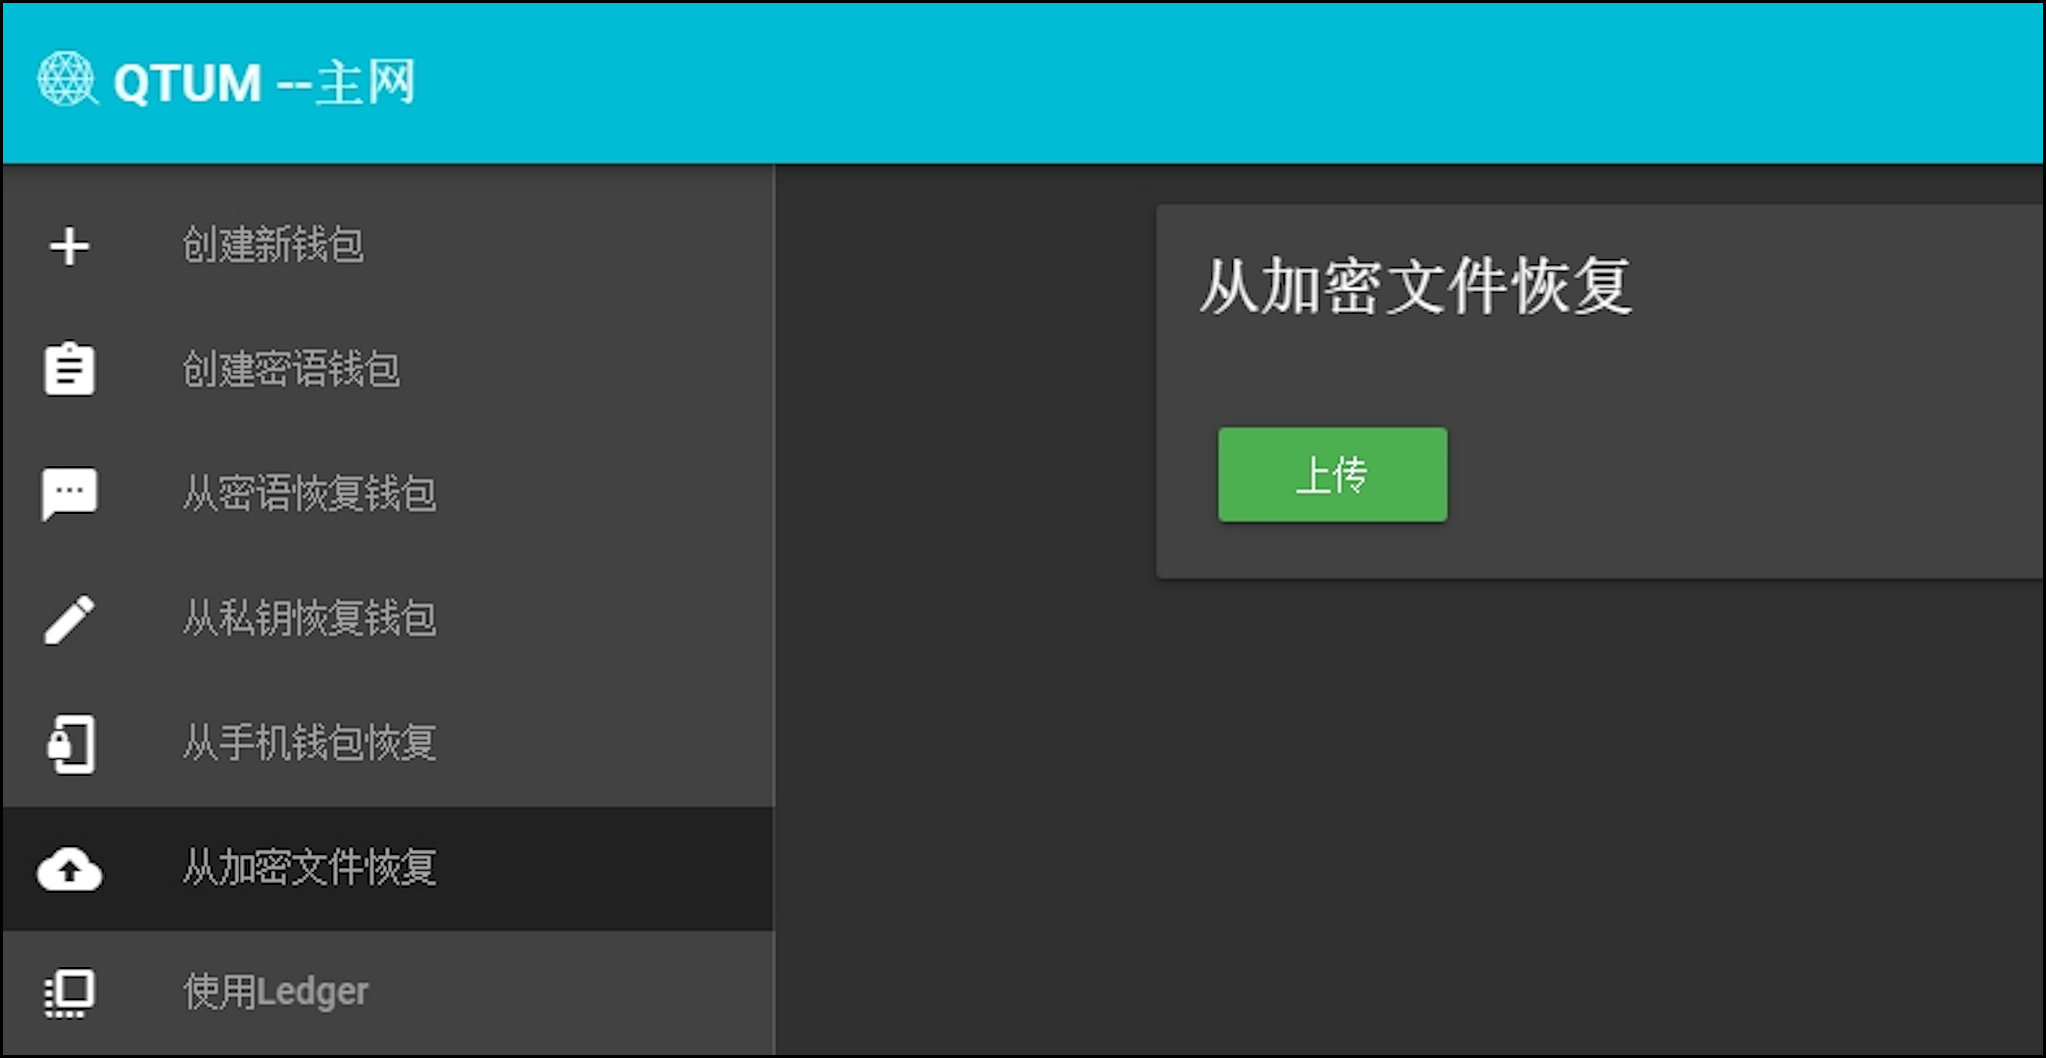 QTUM --主网
创建新钱包
创建密语钱包
从密语恢复钱包
从私钥恢复钱包
从手机钱包恢复
从加密文件恢复
使用Ledger
从加密文件恢复
上传